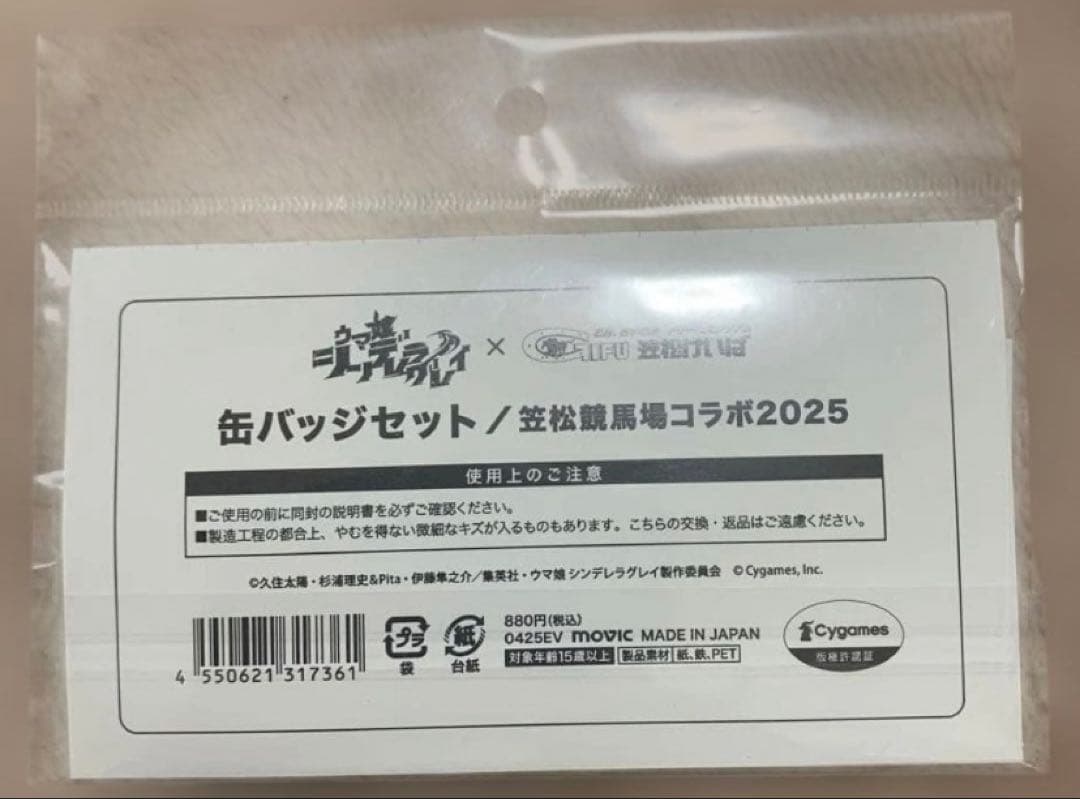 ウマ娘
シンデレラグレイ
× GIFU 笠松けいば
缶バッジセット/笠松競馬場コラボ2025
使用上のご注意
■ご使用の前に同封の説明書を必ずご確認ください。
■製造工程の都合上、やむを得ない微細なキズが入るものもあります。こちらの交換・返品はご遠慮ください。
©久住太陽・杉浦理史&Pita・伊藤隼之介/集英社・ウマ娘 シンデレラグレイ製作委員会 © Cygames, Inc.
4 550621 317361
プラ
袋
紙
台紙
880円(税込)
0425EV movic MADE IN JAPAN
対象年齢15歳以上 製品素材 紙、鉄、PET
Cygames
版権許諾証